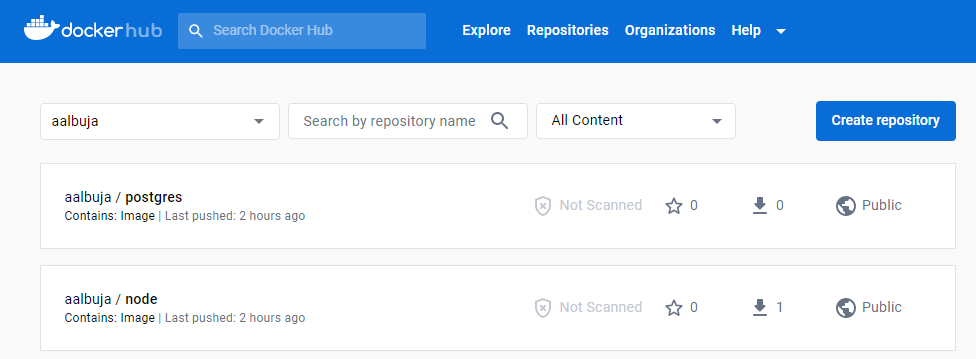 docker hub Search Docker Hub Explore Repositories Organizations Help
aalbuja Search by repository name All Content Create repository
aalbuja / postgres Not Scanned 0 0 Public
Contains: Image | Last pushed: 2 hours ago
aalbuja / node Not Scanned 0 1 Public
Contains: Image | Last pushed: 2 hours ago